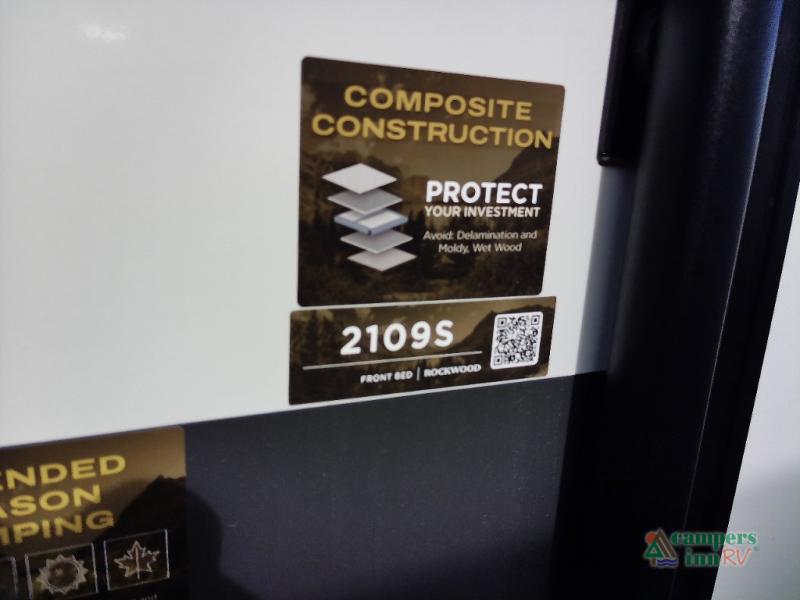 COMPOSITE
CONSTRUCTION
PROTECT
YOUR INVESTMENT
Avoid: Delamination and
Moldy, Wet Wood
2109S
FRONT BED | ROCKWOOD
ENDED
ASON
PING
campers
inn RV